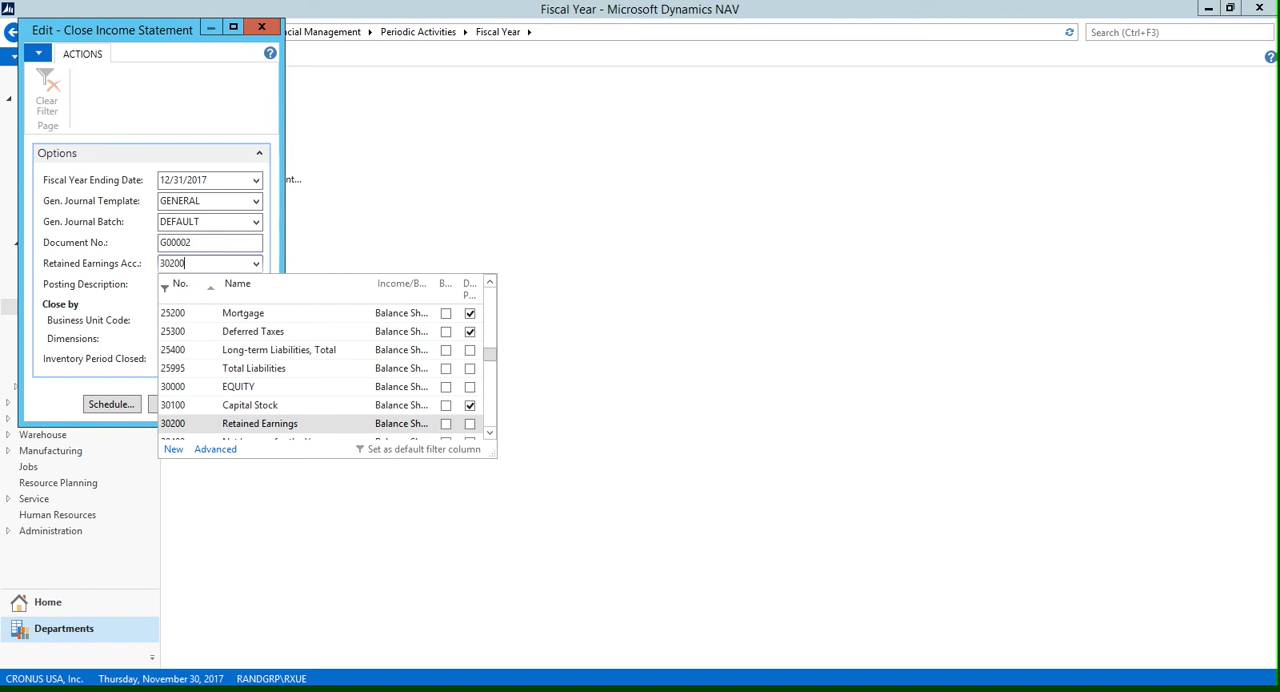 Fiscal Year - Microsoft Dynamics NAV
Edit - Close Income Statement
ncial Management
Periodic Activities
Fiscal Year
Search (Ctrl+F3)
ACTIONS
Clear
Filter
Page
Options
Fiscal Year Ending Date: 12/31/2017
nt...
Gen. Journal Template: GENERAL
Gen. Journal Batch: DEFAULT
Document No.: G00002
Retained Earnings Acc.: 30200
Posting Description:
Close by
Business Unit Code:
Dimensions:
Inventory Period Closed:
Schedule...
No. Name Income/B... B... D...
P...
25200 Mortgage Balance Sh...
25300 Deferred Taxes Balance Sh...
25400 Long-term Liabilities, Total Balance Sh...
25995 Total Liabilities Balance Sh...
30000 EQUITY Balance Sh...
30100 Capital Stock Balance Sh...
30200 Retained Earnings Balance Sh...
New Advanced Set as default filter column
Warehouse
Manufacturing
Jobs
Resource Planning
Service
Human Resources
Administration
Home
Departments
CRONUS USA, Inc. Thursday, November 30, 2017 RANDGRP\RXUE